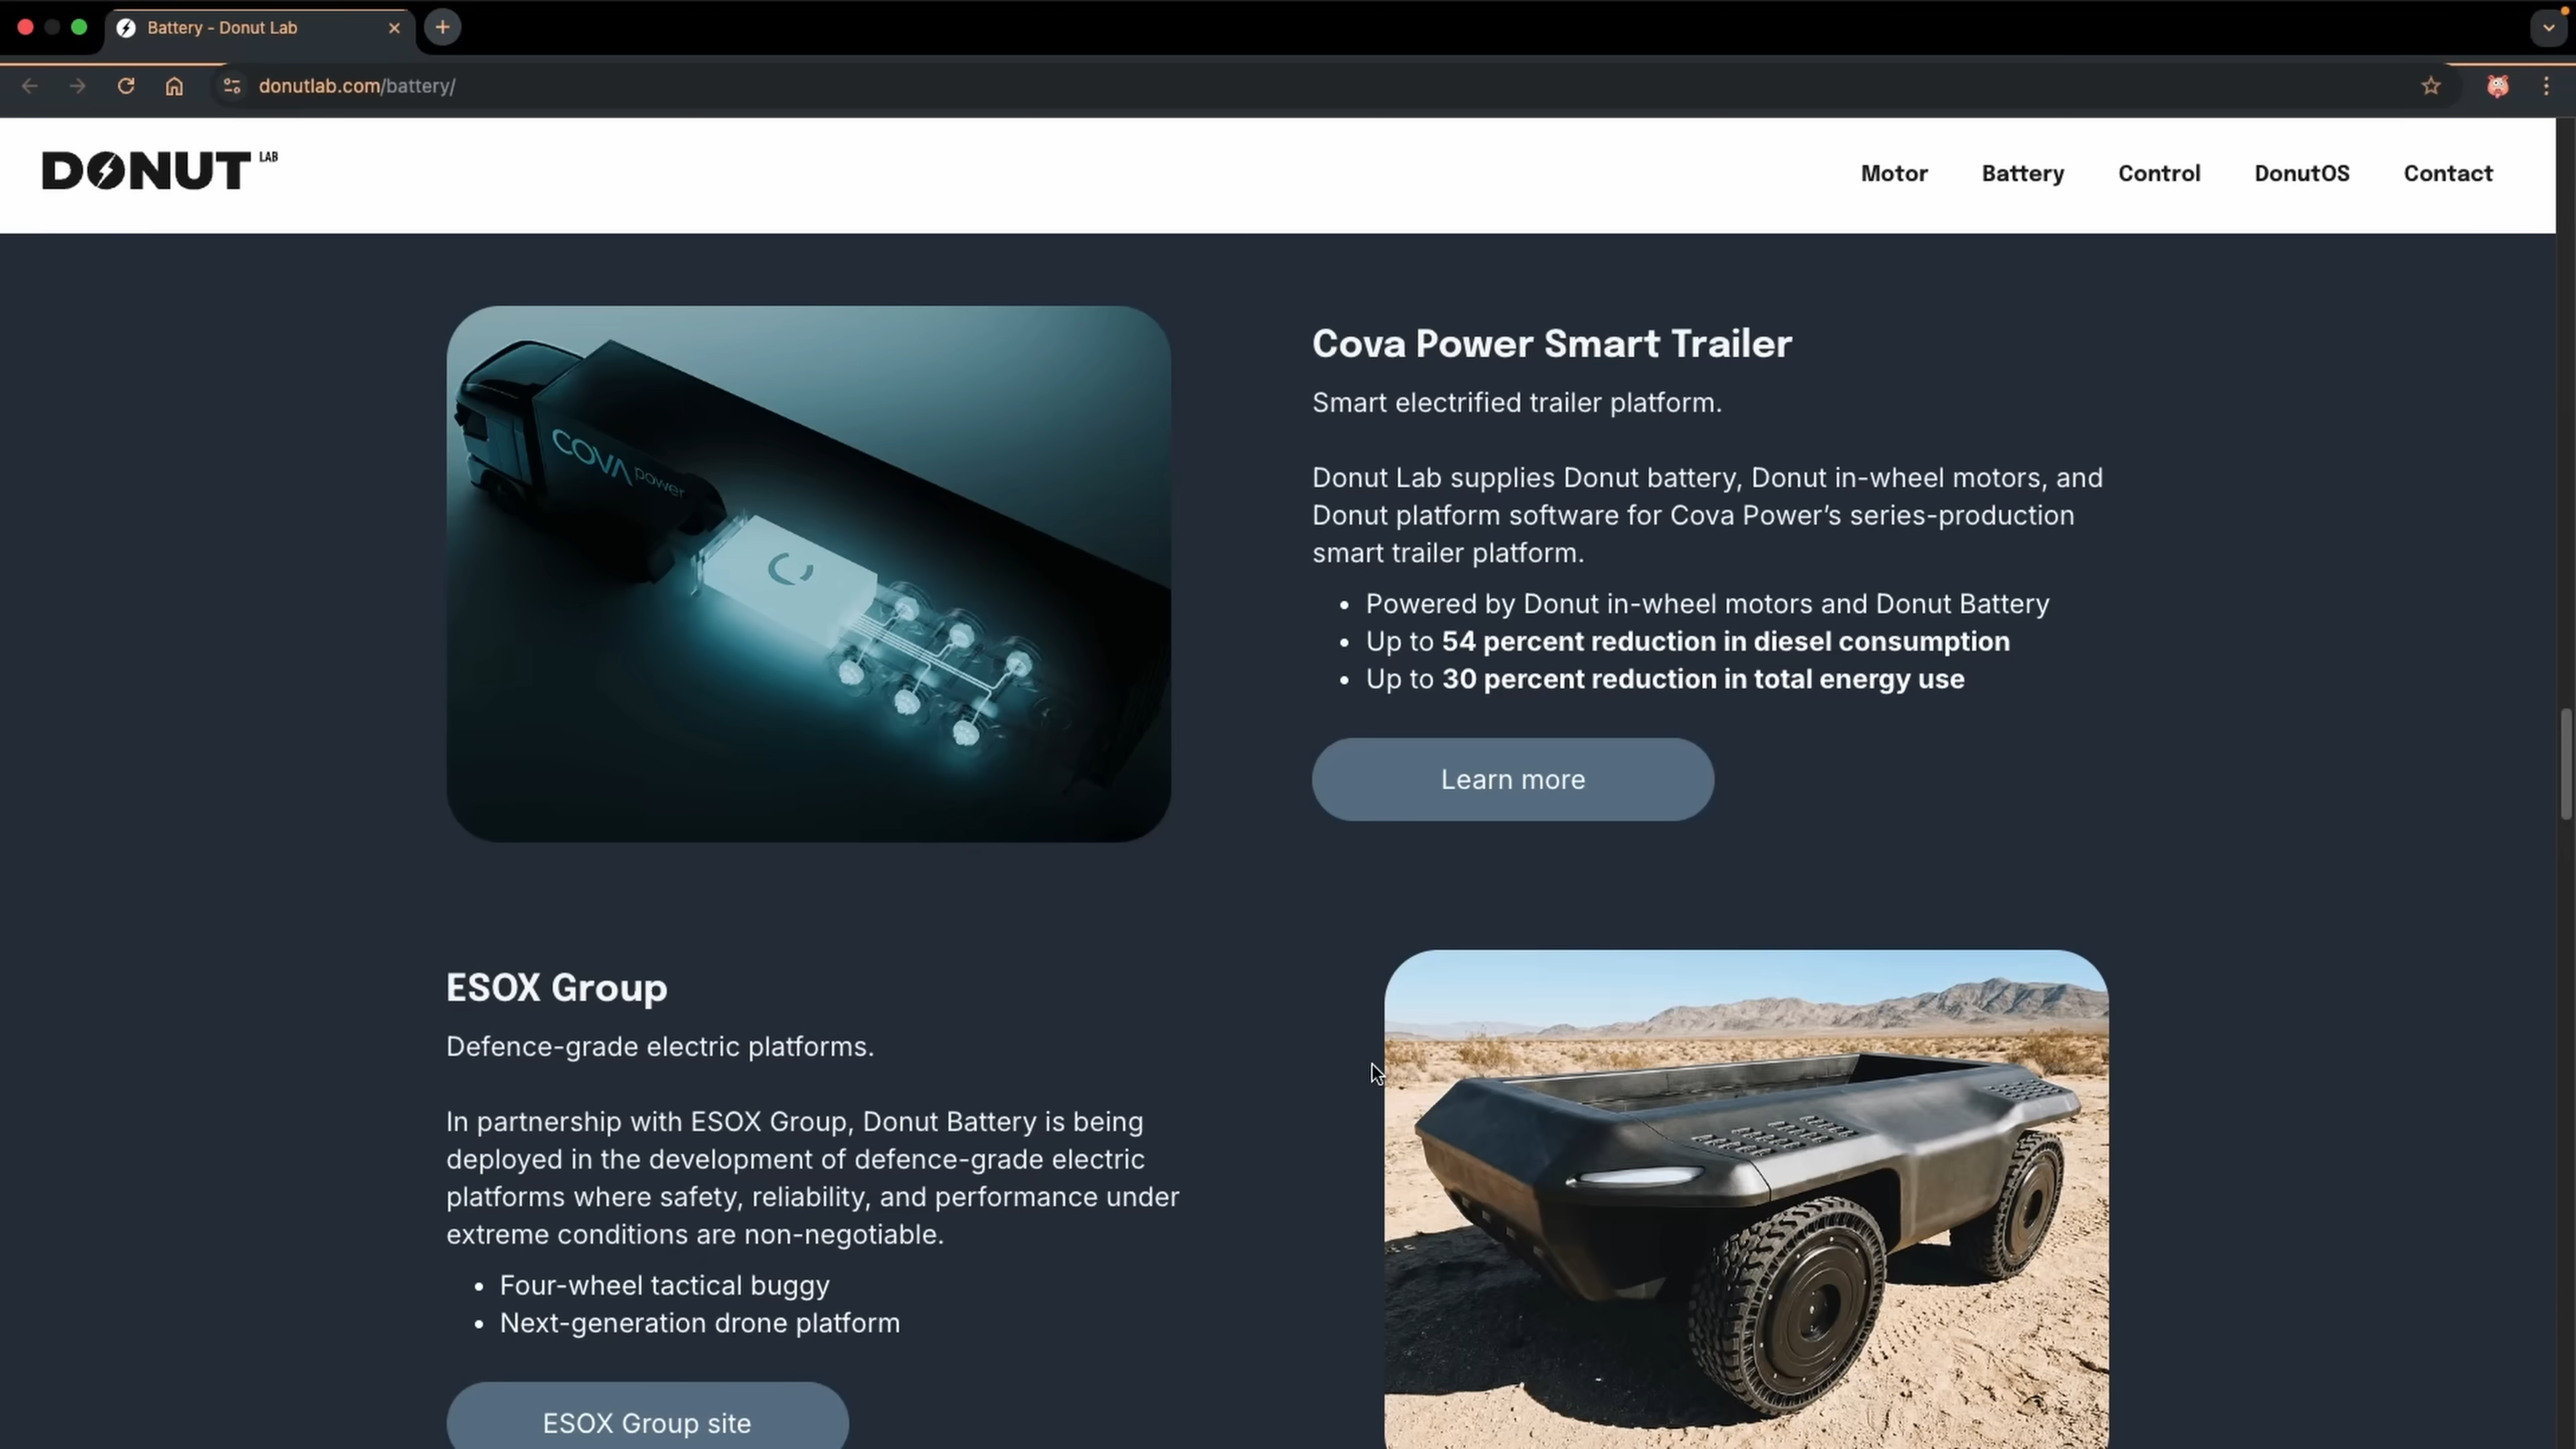 Battery - Donut Lab
donutlab.com/battery/
DONUT LAB
Motor Battery Control DonutOS Contact
COVA power
Cova Power Smart Trailer
Smart electrified trailer platform.
Donut Lab supplies Donut battery, Donut in-wheel motors, and
Donut platform software for Cova Power’s series-production
smart trailer platform.
• Powered by Donut in-wheel motors and Donut Battery
• Up to 54 percent reduction in diesel consumption
• Up to 30 percent reduction in total energy use
Learn more
ESOX Group
Defence-grade electric platforms.
In partnership with ESOX Group, Donut Battery is being
deployed in the development of defence-grade electric
platforms where safety, reliability, and performance under
extreme conditions are non-negotiable.
• Four-wheel tactical buggy
• Next-generation drone platform
ESOX Group site